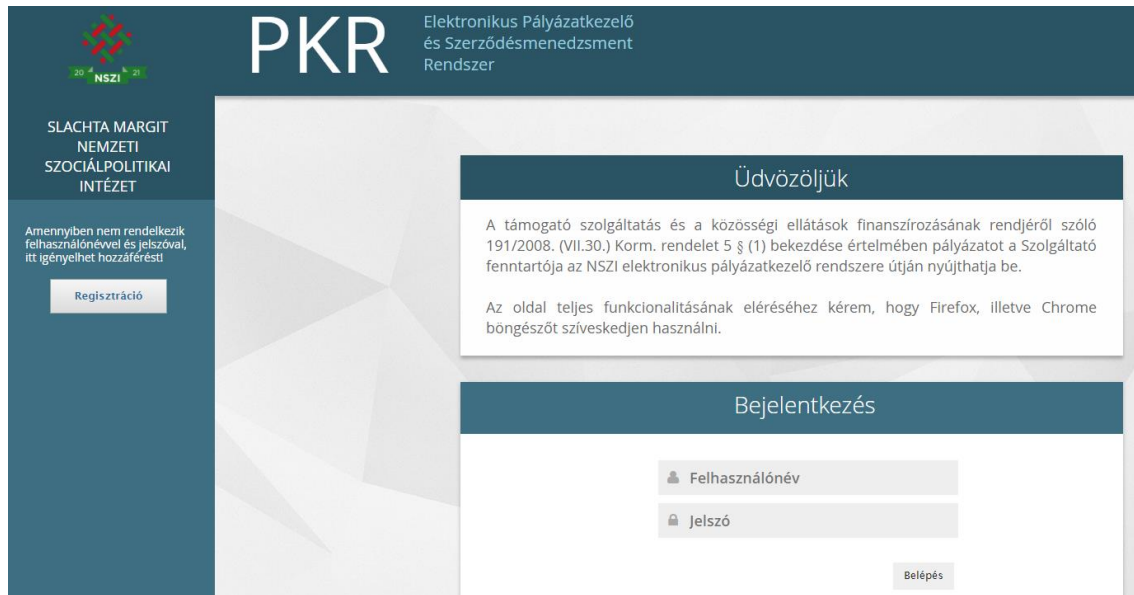 20 NSZI 21
SLACHTA MARGIT
NEMZETI
SZOCIÁLPOLITIKAI
INTÉZET
Amennyiben nem rendelkezik
felhasználónévvel és jelszóval,
itt igényelhet hozzáférést!
Regisztráció
PKR
Elektronikus Pályázatkezelő
és Szerződésmenedzsment
Rendszer
Üdvözöljük
A támogató szolgáltatás és a közösségi ellátások finanszírozásának rendjéről szóló
191/2008. (VII.30.) Korm. rendelet 5 § (1) bekezdése értelmében pályázatot a Szolgáltató
fenntartója az NSZI elektronikus pályázatkezelő rendszere útján nyújthatja be.
Az oldal teljes funkcionalitásának eléréséhez kérem, hogy Firefox, illetve Chrome
böngészőt szíveskedjen használni.
Bejelentkezés
Felhasználónév
Jelszó
Belépés